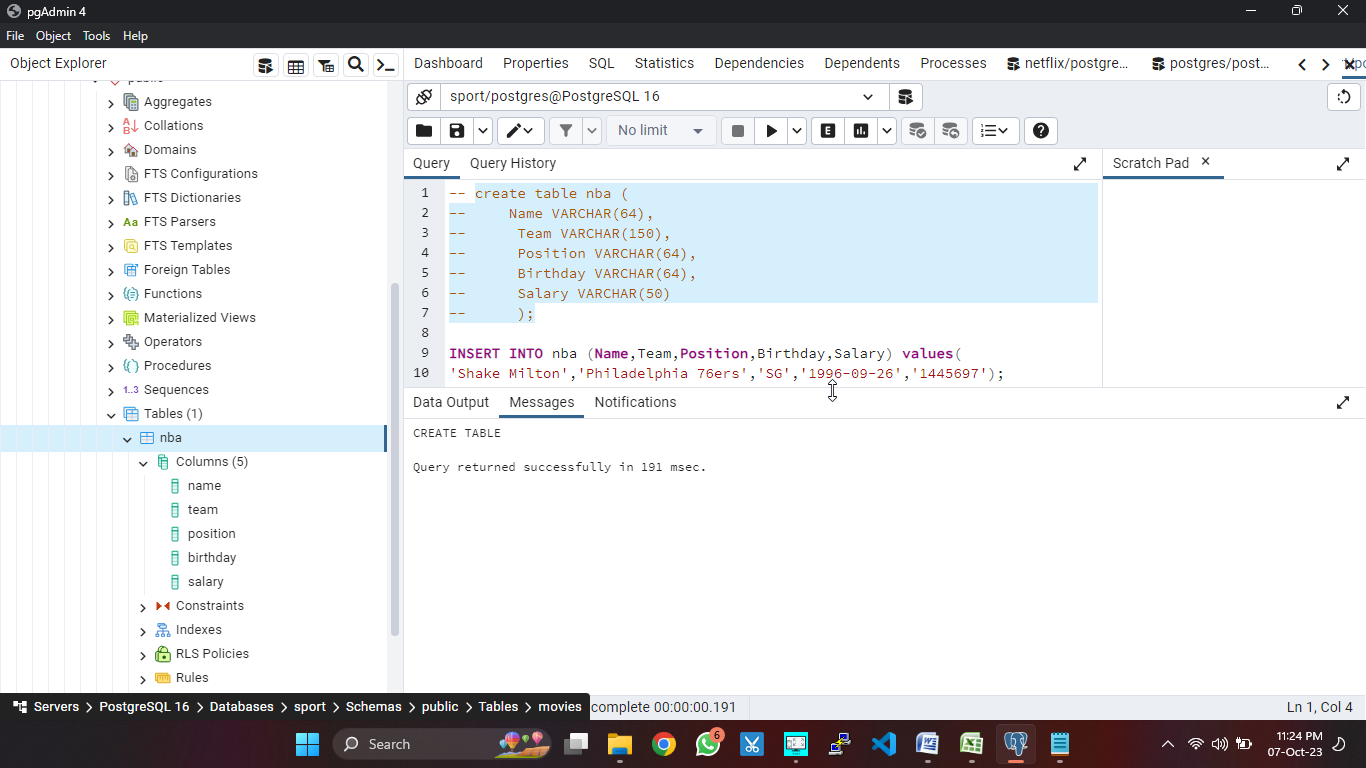 pgAdmin 4
File Object Tools Help
Object Explorer
Dashboard Properties SQL Statistics Dependencies Dependents Processes netflix/postgre... postgres/post...
sport/postgres@PostgreSQL 16
No limit
E
Query Query History
Scratch Pad
1 -- create table nba (
2 -- Name VARCHAR(64),
3 -- Team VARCHAR(150),
4 -- Position VARCHAR(64),
5 -- Birthday VARCHAR(64),
6 -- Salary VARCHAR(50)
7 -- );
8
9 INSERT INTO nba (Name,Team,Position,Birthday,Salary) values(
10 'Shake Milton','Philadelphia 76ers','SG','1996-09-26','1445697');
Data Output Messages Notifications
CREATE TABLE
Query returned successfully in 191 msec.
public
Aggregates
Collations
Domains
FTS Configurations
FTS Dictionaries
Aa FTS Parsers
FTS Templates
Foreign Tables
Functions
Materialized Views
Operators
Procedures
1..3 Sequences
Tables (1)
nba
Columns (5)
name
team
position
birthday
salary
Constraints
Indexes
RLS Policies
Rules
Servers > PostgreSQL 16 > Databases > sport > Schemas > public > Tables > movies
complete 00:00:00.191
Ln 1, Col 4
Search
6
11:24 PM
07-Oct-23